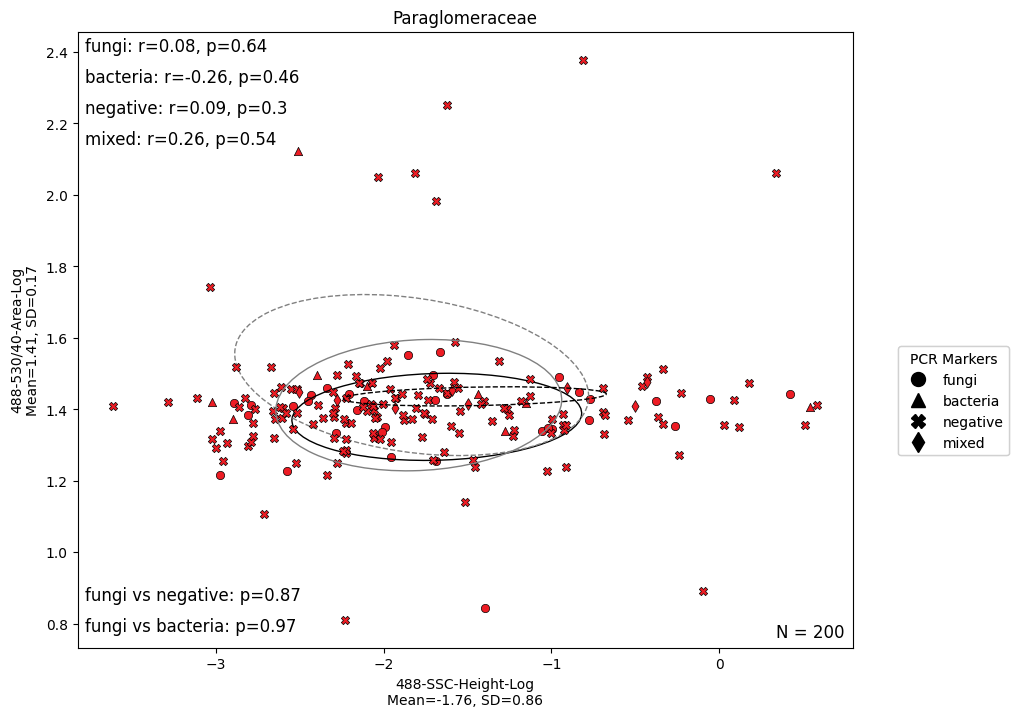 Paraglomeraceae
fungi: r=0.08, p=0.64
bacteria: r=-0.26, p=0.46
negative: r=0.09, p=0.3
mixed: r=0.26, p=0.54
2.4
2.2
2.0
1.8
1.6
1.4
1.2
1.0
0.8
488-530/40-Area-Log
Mean=1.41, SD=0.17
PCR Markers
fungi
bacteria
negative
mixed
fungi vs negative: p=0.87
fungi vs bacteria: p=0.97
N = 200
−3
−2
−1
0
488-SSC-Height-Log
Mean=-1.76, SD=0.86